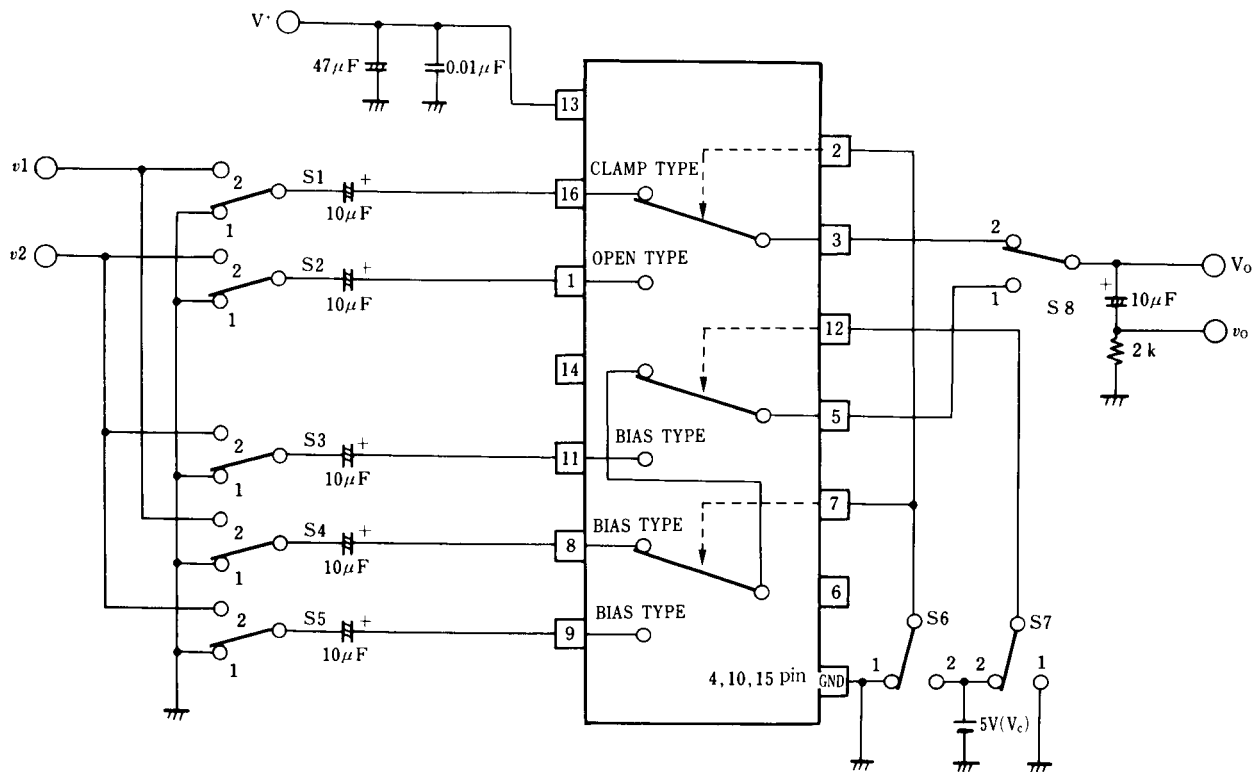 V+
47μF
0.01μF
13
v1
2
S1
+
10μF
1
16
CLAMP TYPE
2
3
2
1
S 8
Vo
+
10μF
vo
2 k
v2
2
S2
+
10μF
1
1
OPEN TYPE
12
14
5
2
S3
+
10μF
1
11
BIAS TYPE
7
2
S4
+
10μF
1
8
BIAS TYPE
6
2
S5
+
10μF
1
9
BIAS TYPE
S6
S7
4, 10, 15 pin
GND
1
2
2
1
5V(Vc)